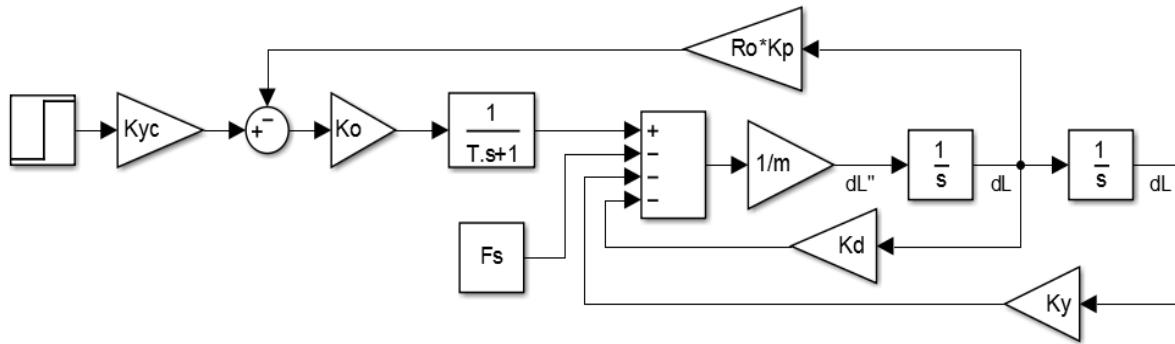 Ro*Kp
Kyc
+ −
Ko
1
T.s+1
+
−
−
−
1/m
dL"
1
s
dL
1
s
dL
Fs
Kd
Ky